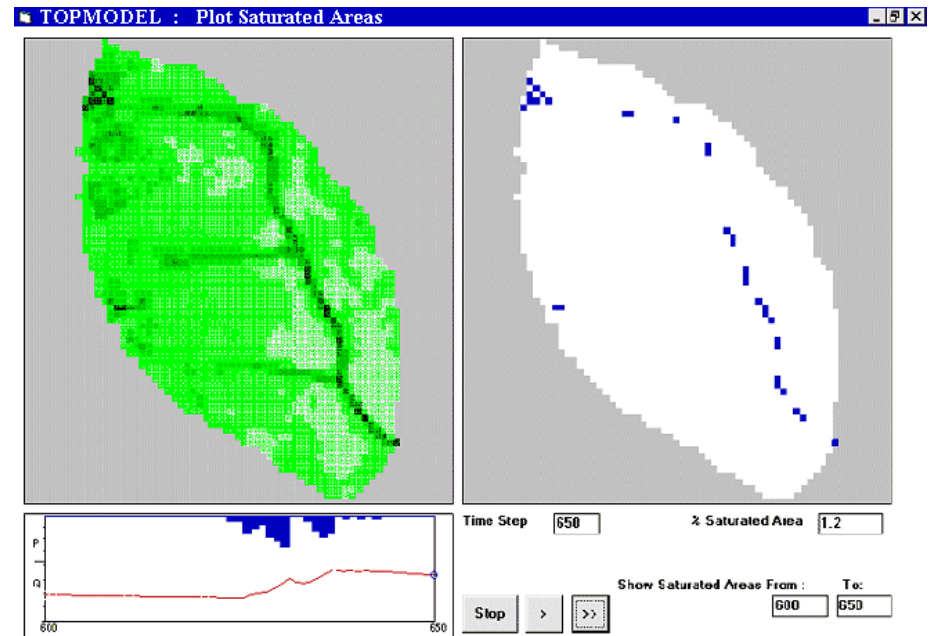 TOPMODEL : Plot Saturated Areas
Time Step 650 % Saturated Area 1.2
P
Q
600 650
Show Saturated Areas From : To:
600 650
Stop > >>